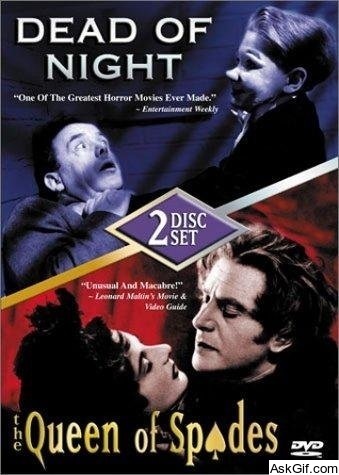 DEAD OF
NIGHT
“One Of The Greatest Horror Movies Ever Made.”
~ Entertainment Weekly
2 DISC
SET
“Unusual And Macabre!”
~ Leonard Maltin's Movie &
Video Guide
the Queen of Spades
DVD
AskGif.com